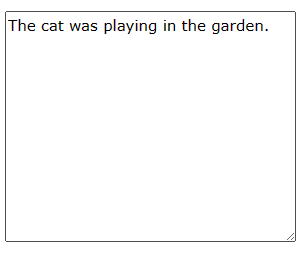 The cat was playing in the garden.